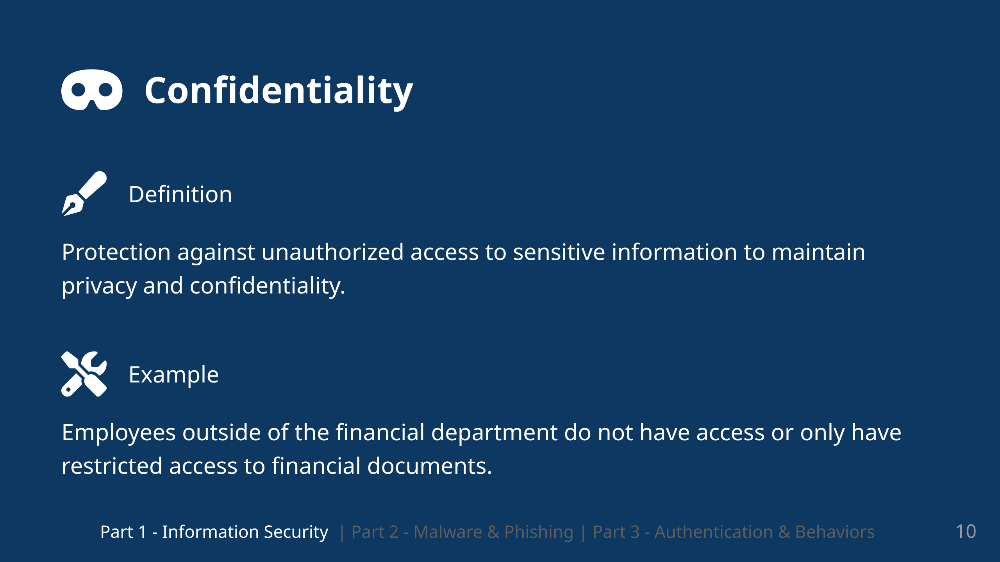 Confidentiality
Definition
Protection against unauthorized access to sensitive information to maintain
privacy and confidentiality.
Example
Employees outside of the financial department do not have access or only have
restricted access to financial documents.
Part 1 - Information Security | Part 2 - Malware & Phishing | Part 3 - Authentication & Behaviors 10